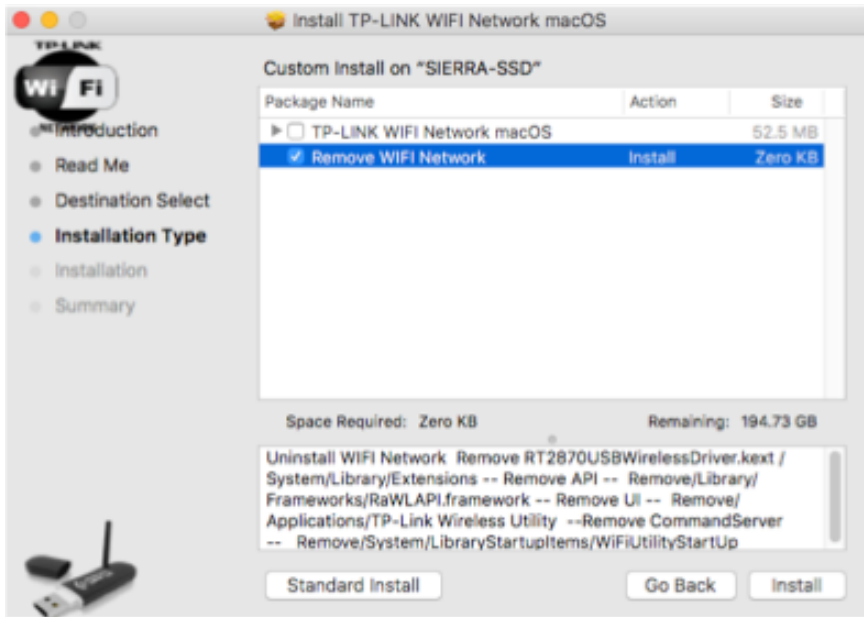 Install TP-LINK WIFI Network macOS
TP-LINK
Wi Fi
Introduction
Read Me
Destination Select
Installation Type
Installation
Summary
Custom Install on "SIERRA-SSD"
Package Name Action Size
TP-LINK WIFI Network macOS 52.5 MB
Remove WIFI Network Install Zero KB
Space Required: Zero KB Remaining: 194.73 GB
Uninstall WIFI Network Remove RT2870USBWirelessDriver.kext /
System/Library/Extensions -- Remove API -- Remove/Library/
Frameworks/RaWLAPI.framework -- Remove UI -- Remove/
Applications/TP-Link Wireless Utility --Remove CommandServer
-- Remove/System/LibraryStartupItems/WiFiUtilityStartUp
Standard Install Go Back Install